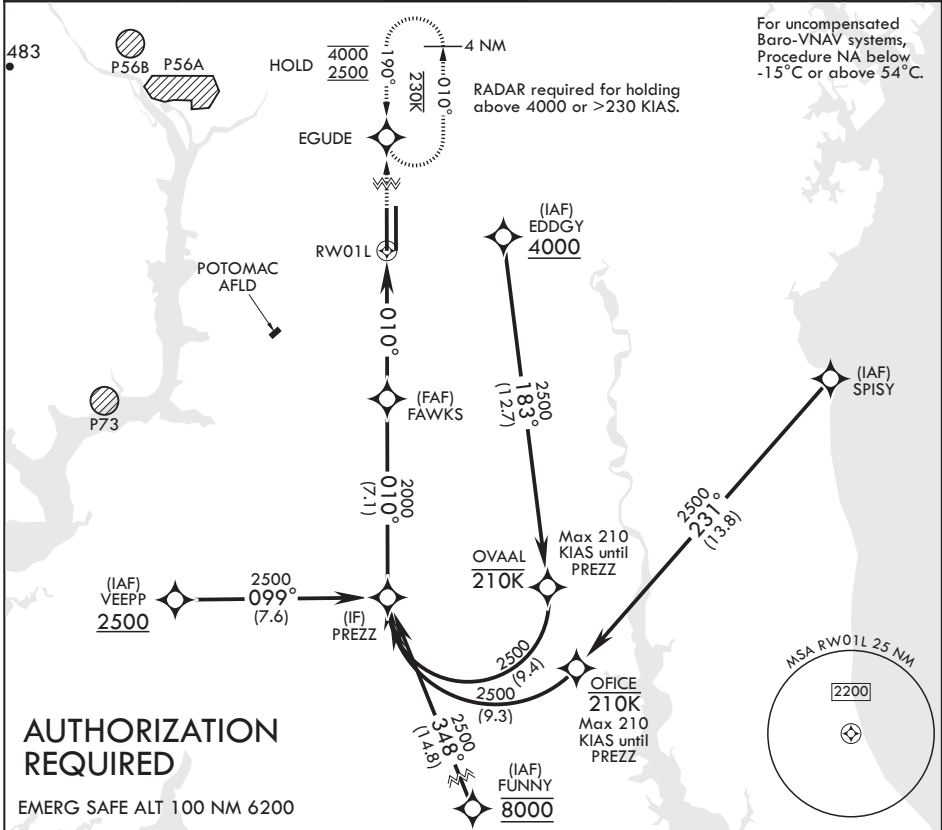 483
P56B
P56A
HOLD
4000
2500
190°
230K
010°
4 NM
RADAR required for holding
above 4000 or >230 KIAS.
For uncompensated
Baro-VNAV systems,
Procedure NA below
-15°C or above 54°C.
EGUDE
RW01L
POTOMAC
AFLD
(IAF)
EDDGY
4000
010°
2500
183°
(12.7)
(IAF)
SPISY
(FAF)
FAWKS
P73
2000
010°
(7.1)
2500
231°
(13.8)
OVAAL
210K
Max 210
KIAS until
PREZZ
(IAF)
VEEPP
2500
2500
099°
(7.6)
(IF)
PREZZ
2500
(9.4)
2500
(9.3)
OFICE
210K
Max 210
KIAS until
PREZZ
2500
348°
(14.8)
(IAF)
FUNNY
8000
MSA RW01L 25 NM
2200
AUTHORIZATION
REQUIRED
EMERG SAFE ALT 100 NM 6200